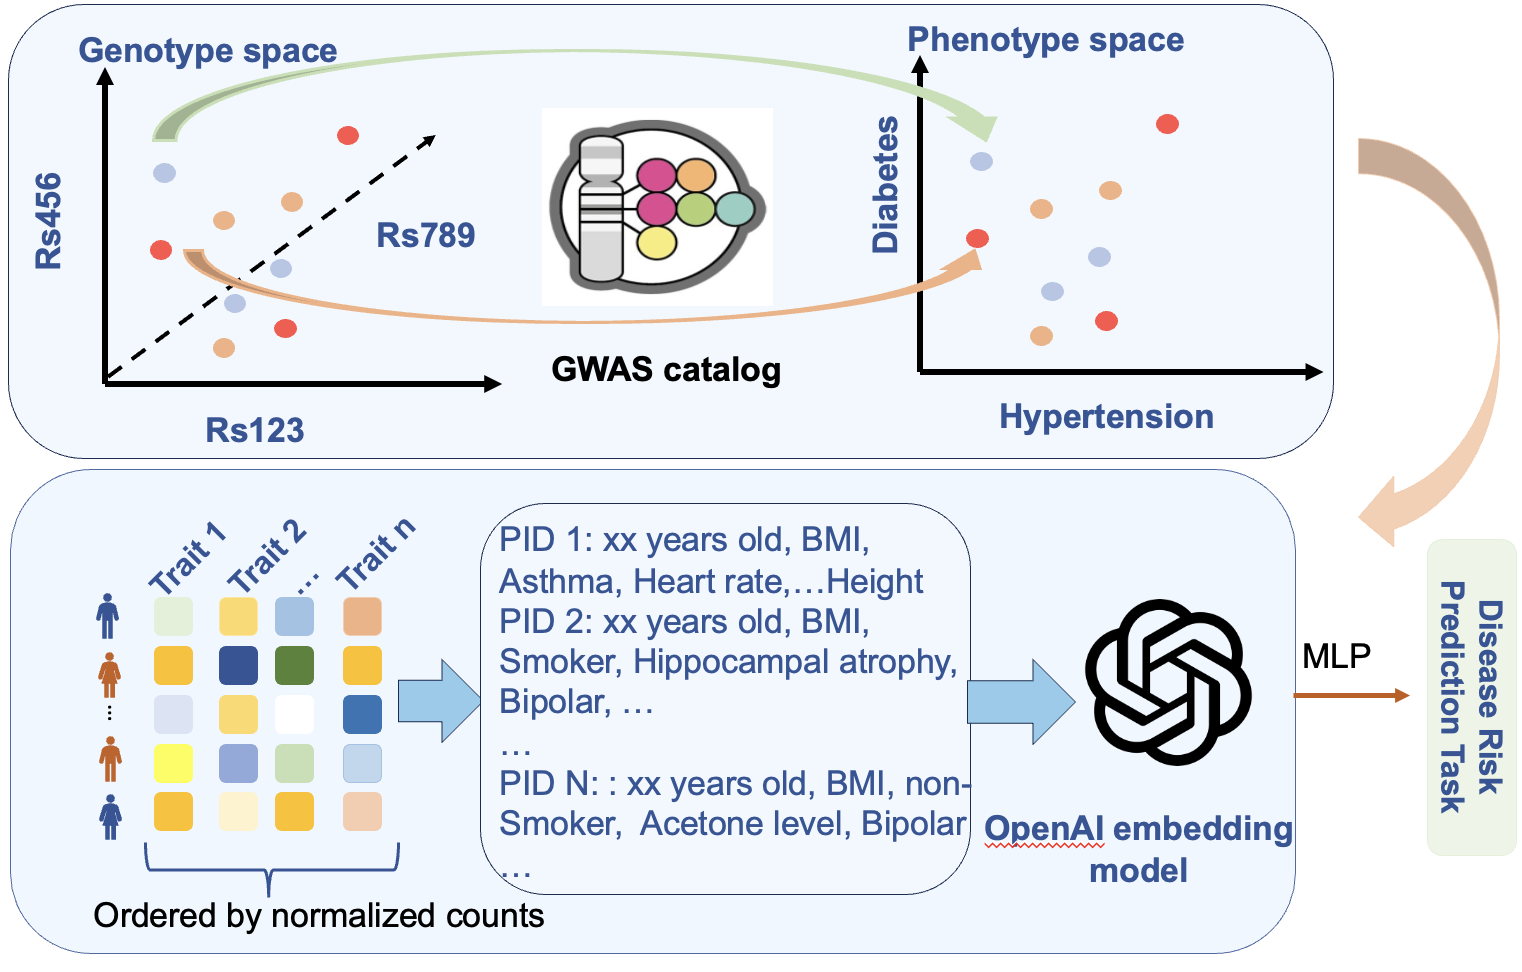 Genotype space
Phenotype space
Rs456
Rs789
Rs123
GWAS catalog
Diabetes
Hypertension
Trait 1
Trait 2
...
Trait n
Ordered by normalized counts
PID 1: xx years old, BMI,
Asthma, Heart rate,…Height
PID 2: xx years old, BMI,
Smoker, Hippocampal atrophy,
Bipolar, …
…
PID N: : xx years old, BMI, non-
Smoker,  Acetone level, Bipolar
…
OpenAI embedding
model
MLP
Disease Risk
Prediction Task